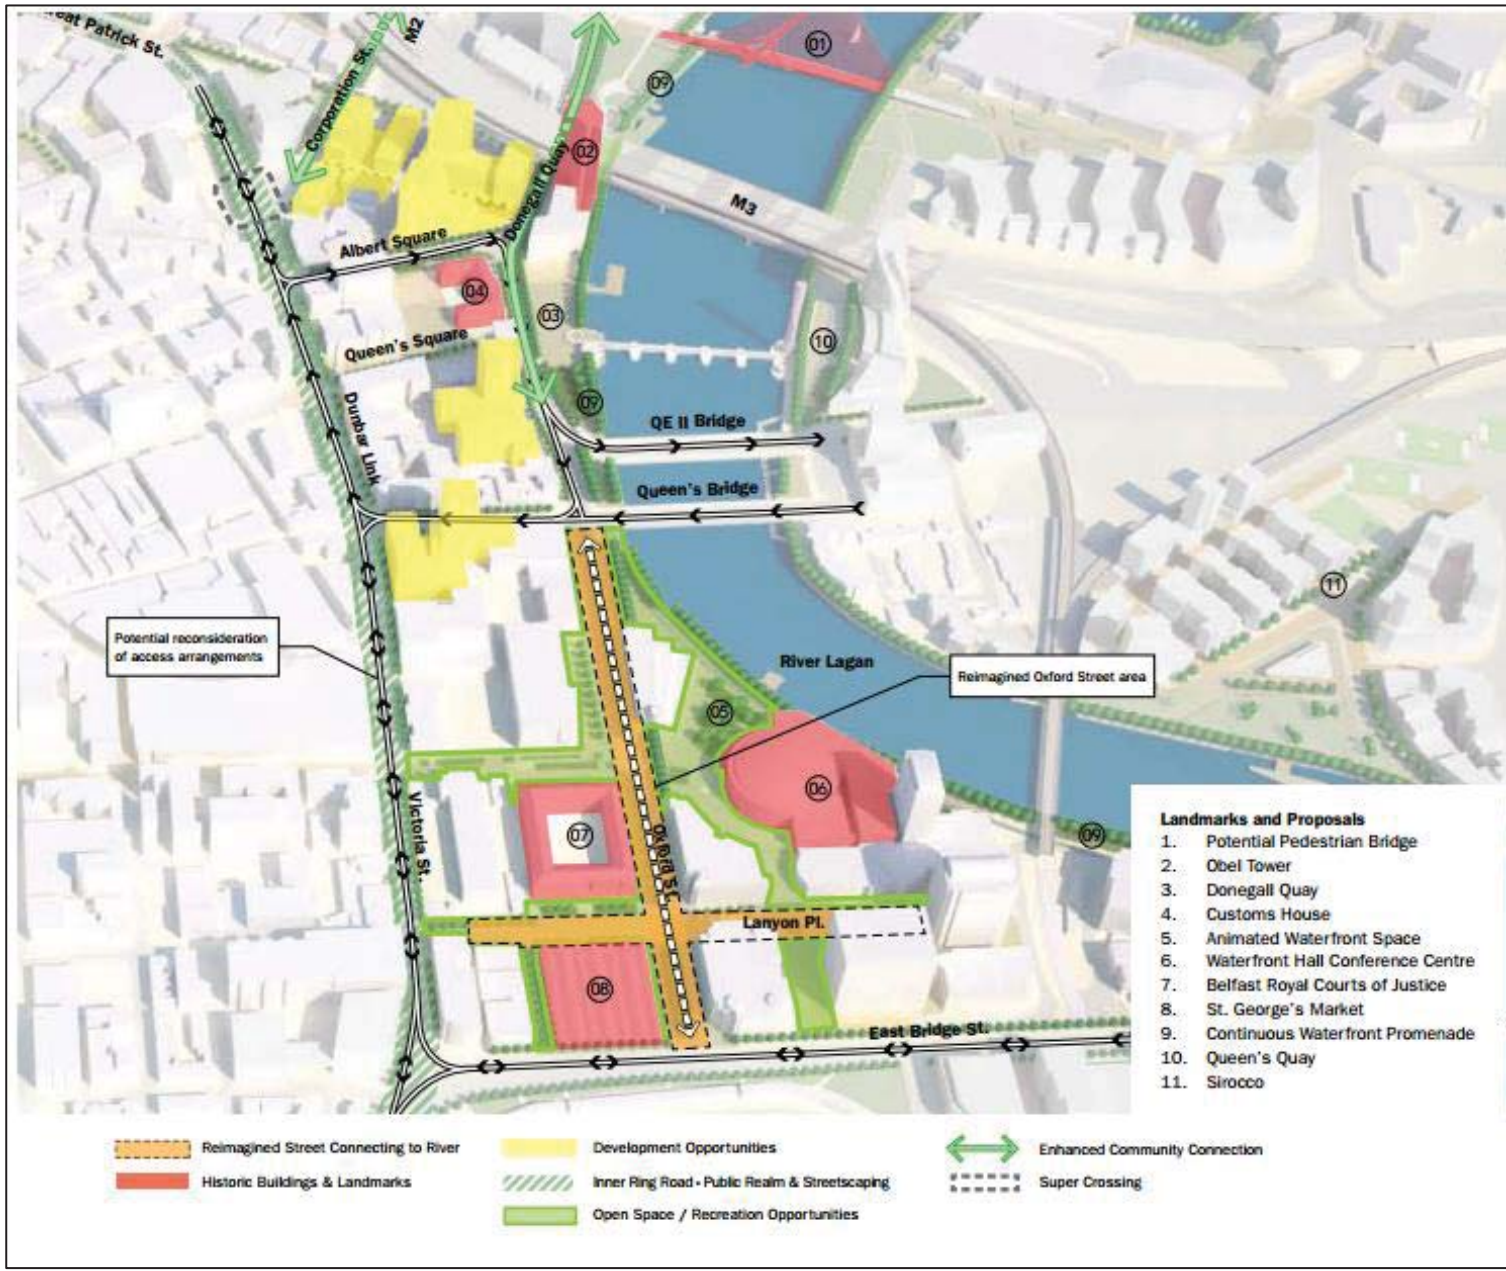 eat Patrick St.
Corporation St.
M2
01
09
02
Donegall Quay
M3
Albert Square
04
03
10
Queen's Square
09
Dunbar Link
QE II Bridge
Queen's Bridge
11
Potential reconsideration
of access arrangements
River Lagan
Reimagined Oxford Street area
05
06
Victoria St.
07
Oxford St.
09
Lanyon Pl.
08
East Bridge St.
Landmarks and Proposals
1. Potential Pedestrian Bridge
2. Obel Tower
3. Donegall Quay
4. Customs House
5. Animated Waterfront Space
6. Waterfront Hall Conference Centre
7. Belfast Royal Courts of Justice
8. St. George's Market
9. Continuous Waterfront Promenade
10. Queen's Quay
11. Sirocco
Reimagined Street Connecting to River
Historic Buildings & Landmarks
Development Opportunities
Inner Ring Road - Public Realm & Streetscaping
Open Space / Recreation Opportunities
Enhanced Community Connection
Super Crossing